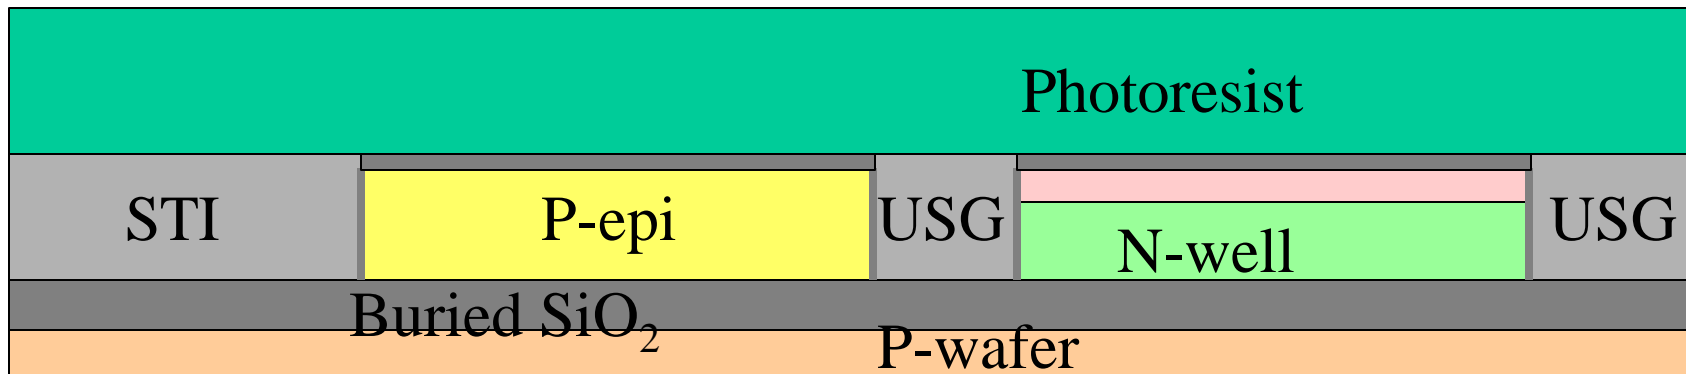 Photoresist
STI
P-epi
USG
N-well
USG
Buried SiO₂
P-wafer